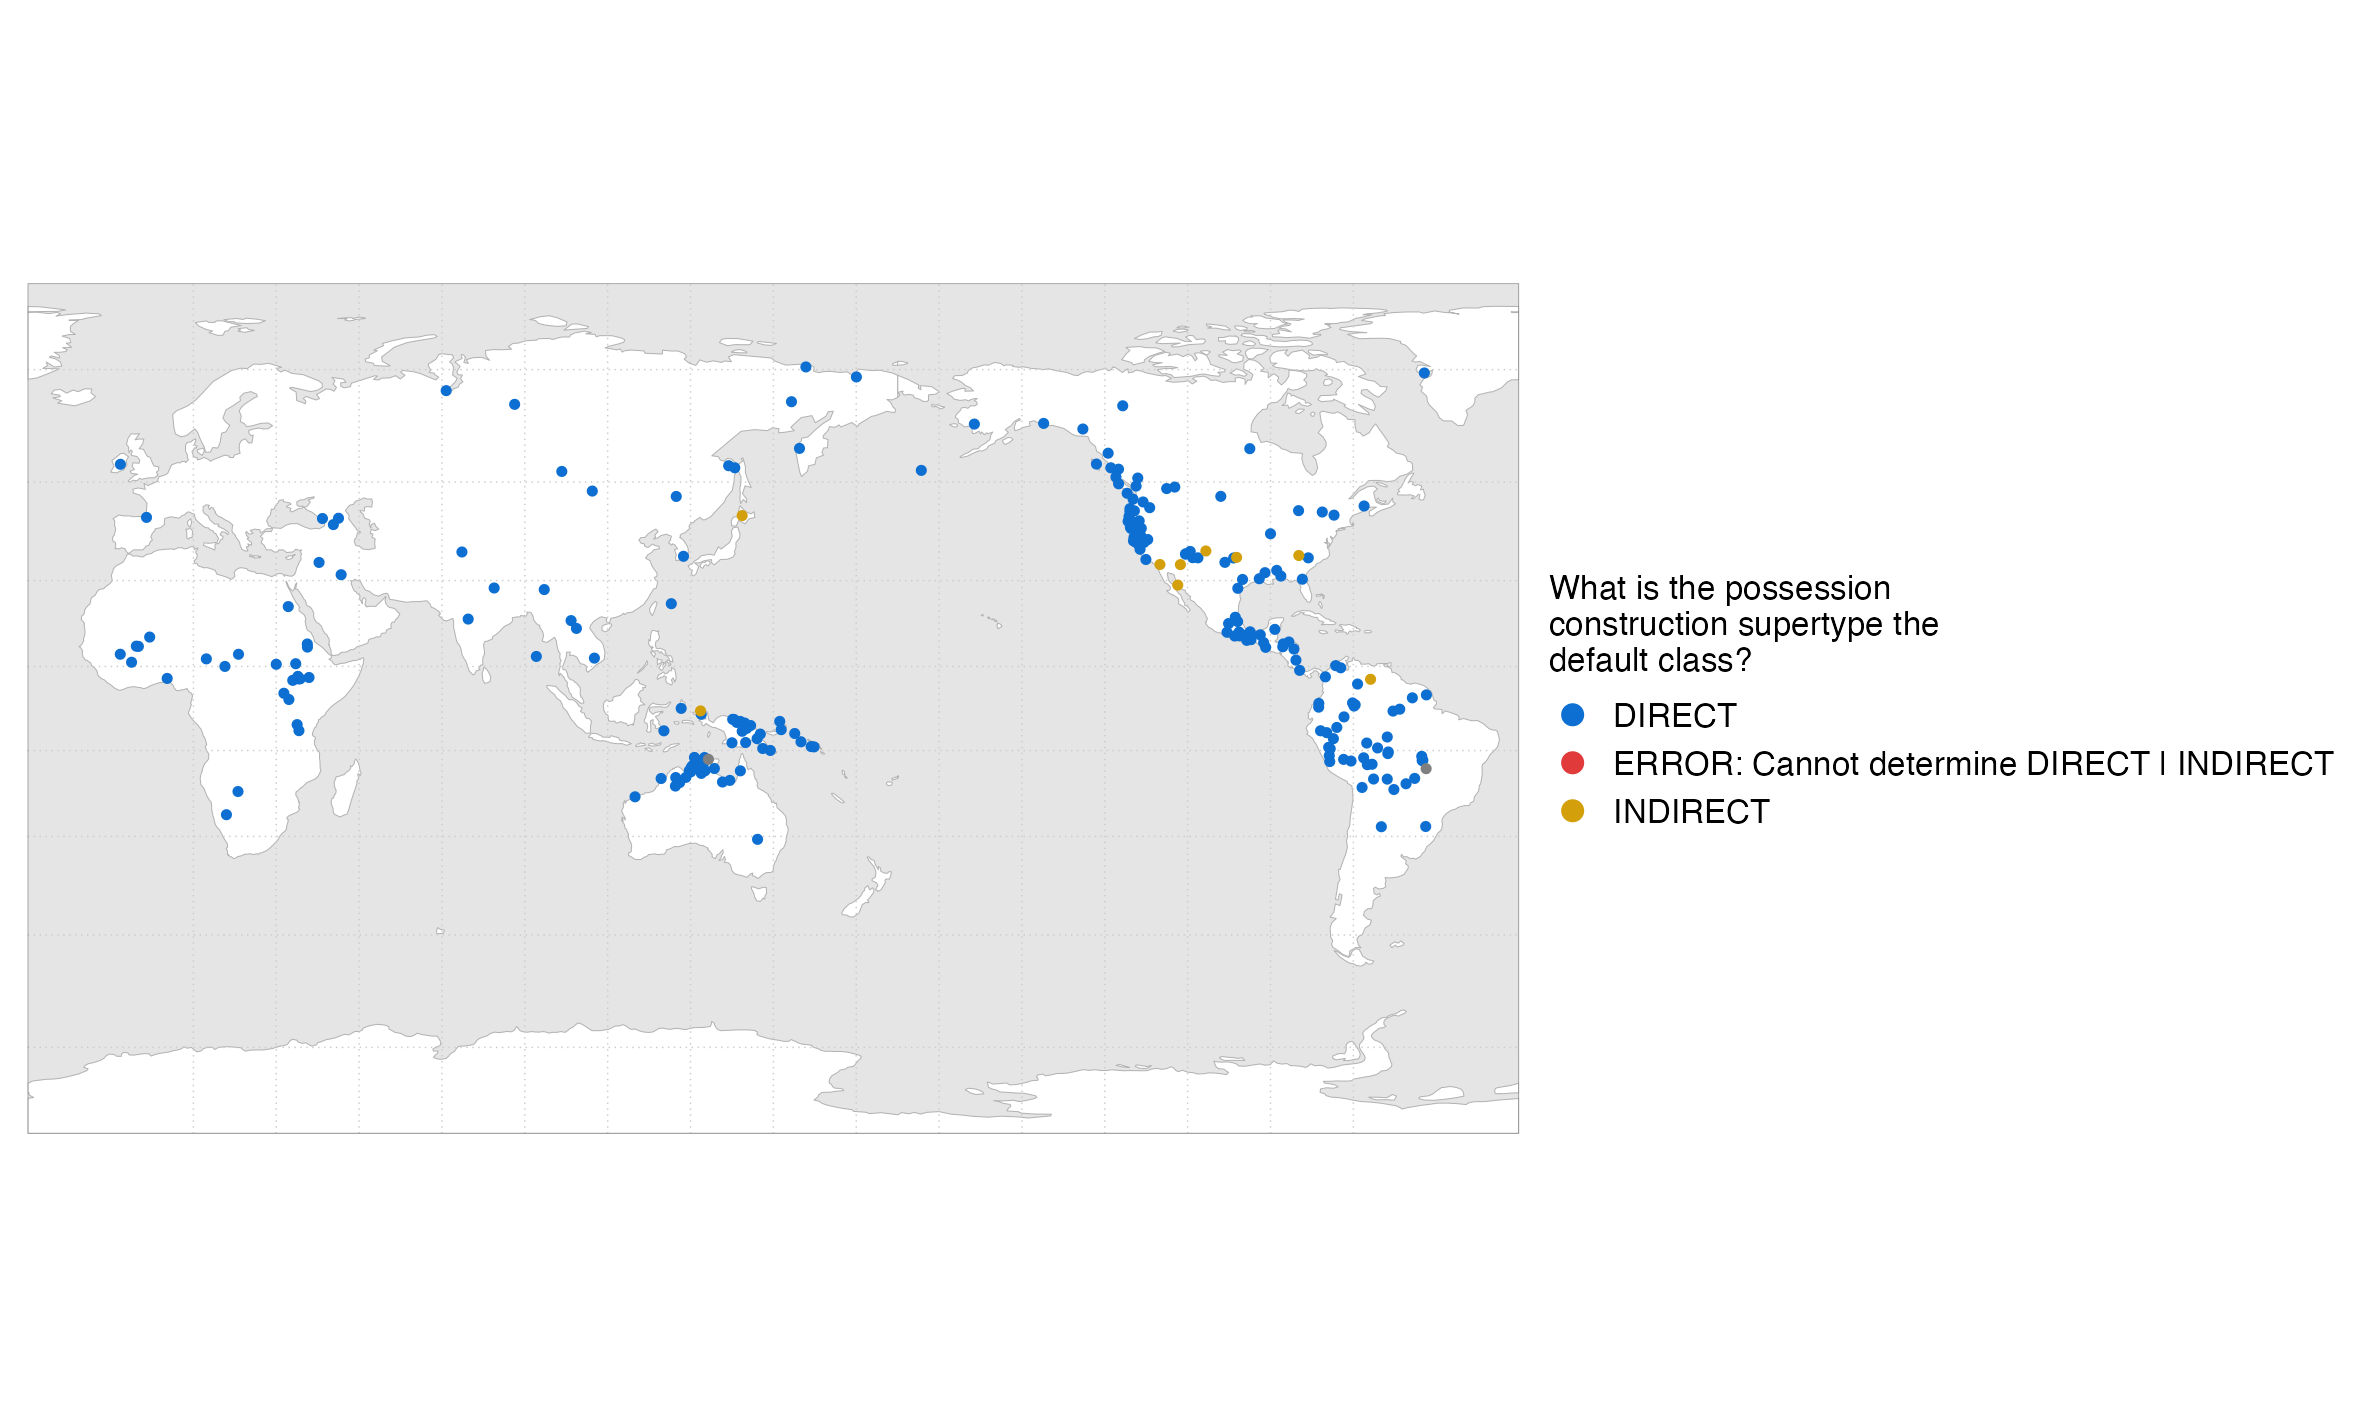 What is the possession
construction supertype the
default class?
DIRECT
ERROR: Cannot determine DIRECT | INDIRECT
INDIRECT